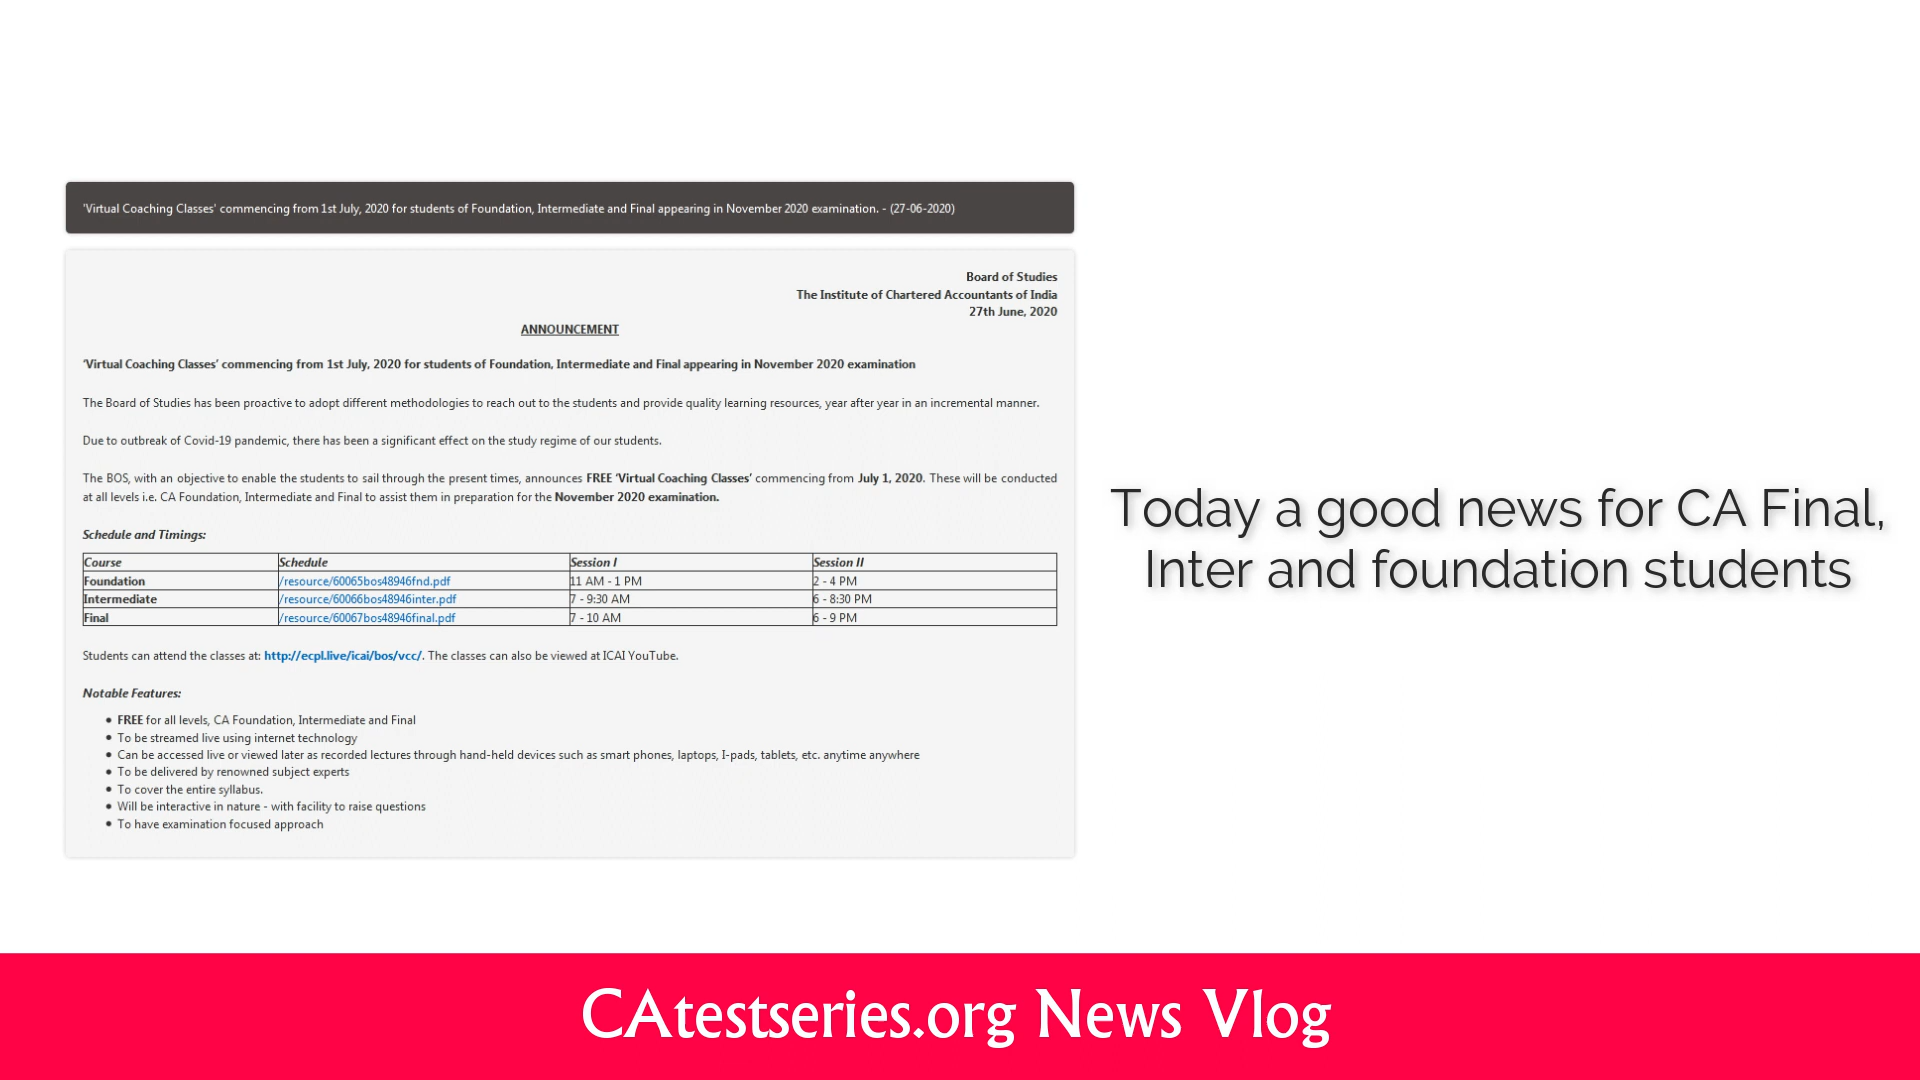 'Virtual Coaching Classes' commencing from 1st July, 2020 for students of Foundation, Intermediate and Final appearing in November 2020 examination. - (27-06-2020)
Board of Studies
The Institute of Chartered Accountants of India
27th June, 2020
ANNOUNCEMENT
'Virtual Coaching Classes' commencing from 1st July, 2020 for students of Foundation, Intermediate and Final appearing in November 2020 examination
The Board of Studies has been proactive to adopt different methodologies to reach out to the students and provide quality learning resources, year after year in an incremental manner.
Due to outbreak of Covid-19 pandemic, there has been a significant effect on the study regime of our students.
The BOS, with an objective to enable the students to sail through the present times, announces FREE 'Virtual Coaching Classes' commencing from July 1, 2020. These will be conducted
at all levels i.e. CA Foundation, Intermediate and Final to assist them in preparation for the November 2020 examination.
Schedule and Timings:
Course Schedule Session I Session II
Foundation /resource/60065bos48946fnd.pdf 11 AM - 1 PM 2 - 4 PM
Intermediate /resource/60066bos48946inter.pdf 7 - 9:30 AM 6 - 8:30 PM
Final /resource/60067bos48946final.pdf 7 - 10 AM 6 - 9 PM
Students can attend the classes at: http://ecpl.live/icai/bos/vcc/. The classes can also be viewed at ICAI YouTube.
Notable Features:
• FREE for all levels, CA Foundation, Intermediate and Final
• To be streamed live using internet technology
• Can be accessed live or viewed later as recorded lectures through hand-held devices such as smart phones, laptops, I-pads, tablets, etc. anytime anywhere
• To be delivered by renowned subject experts
• To cover the entire syllabus.
• Will be interactive in nature - with facility to raise questions
• To have examination focused approach
Today a good news for CA Final,
Inter and foundation students
CAtestseries.org News Vlog